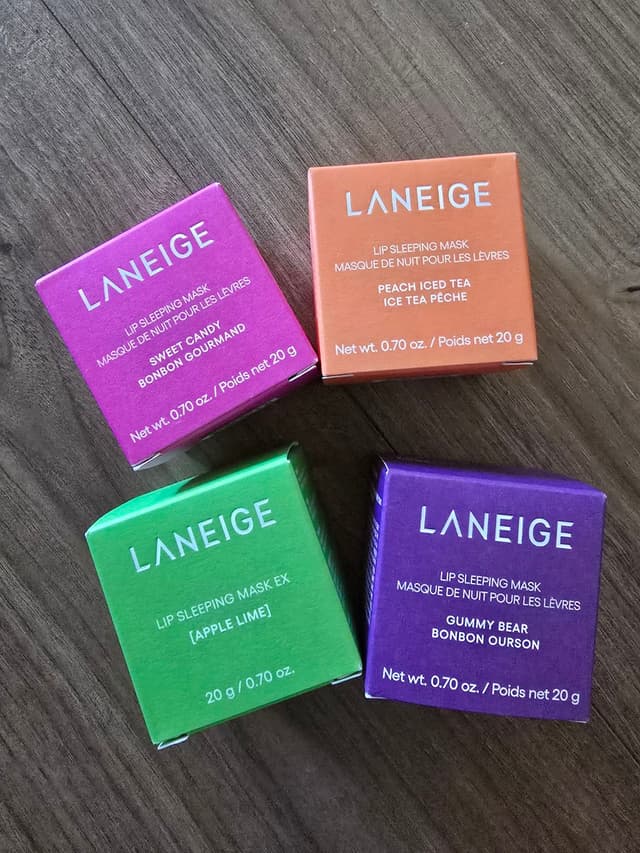 LANEIGE
LIP SLEEPING MASK
MASQUE DE NUIT POUR LES LÈVRES
SWEET CANDY
BONBON GOURMAND
Net wt. 0.70 oz. / Poids net 20 g
LANEIGE
LIP SLEEPING MASK
MASQUE DE NUIT POUR LES LÈVRES
PEACH ICED TEA
ICE TEA PÊCHE
Net wt. 0.70 oz. / Poids net 20 g
LANEIGE
LIP SLEEPING MASK EX
[APPLE LIME]
20 g / 0.70 oz.
LANEIGE
LIP SLEEPING MASK
MASQUE DE NUIT POUR LES LÈVRES
GUMMY BEAR
BONBON OURSON
Net wt. 0.70 oz. / Poids net 20 g